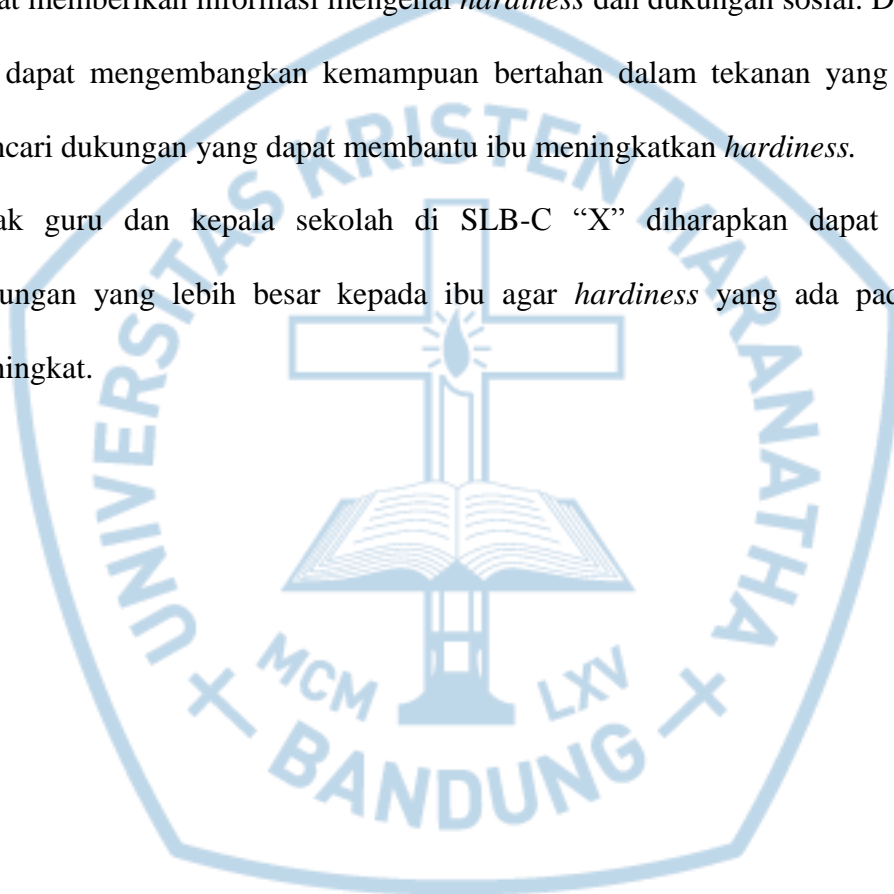 at memberikan informasi mengenai hardiness dan dukungan sosial. D
dapat mengembangkan kemampuan bertahan dalam tekanan yang
ncari dukungan yang dapat membantu ibu meningkatkan hardiness.
ak guru dan kepala sekolah di SLB-C “X” diharapkan dapat
ungan yang lebih besar kepada ibu agar hardiness yang ada pad
ningkat.
UNIVERSITAS KRISTEN MARANATHA
MCM LXV
BANDUNG